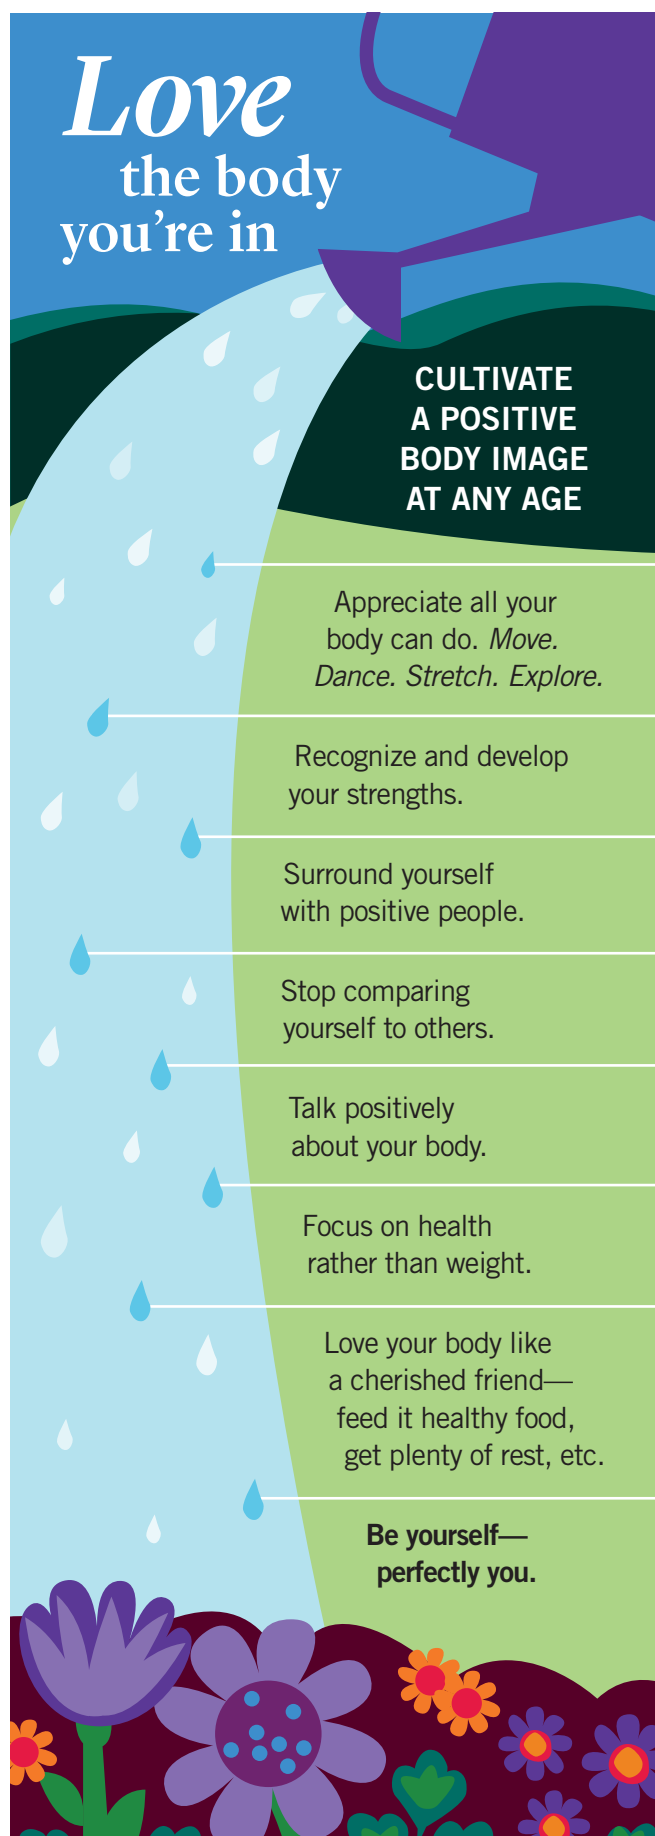 Love
the body
you're in
CULTIVATE
A POSITIVE
BODY IMAGE
AT ANY AGE
Appreciate all your
body can do. Move.
Dance. Stretch. Explore.
Recognize and develop
your strengths.
Surround yourself
with positive people.
Stop comparing
yourself to others.
Talk positively
about your body.
Focus on health
rather than weight.
Love your body like
a cherished friend—
feed it healthy food,
get plenty of rest, etc.
Be yourself—
perfectly you.